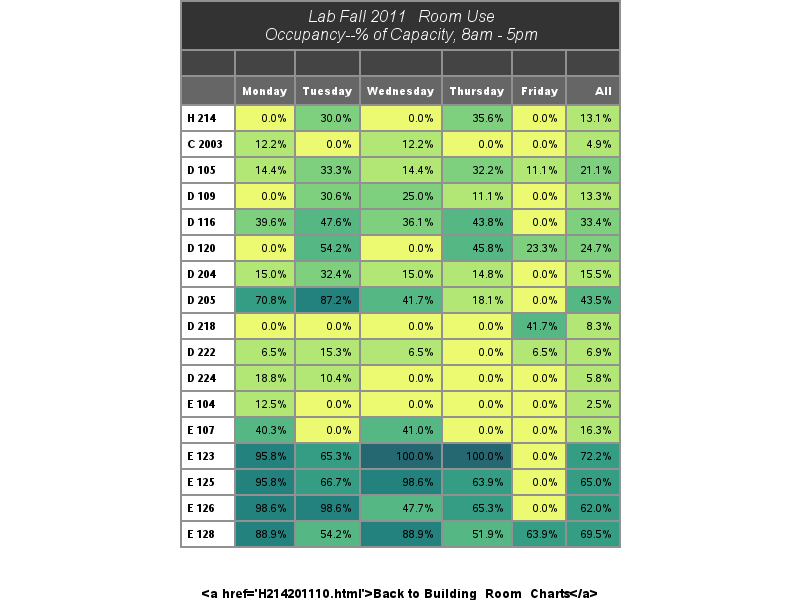 Lab Fall 2011 Room Use
Occupancy--% of Capacity, 8am - 5pm
Monday Tuesday Wednesday Thursday Friday All
H 214 0.0% 30.0% 0.0% 35.6% 0.0% 13.1%
C 2003 12.2% 0.0% 12.2% 0.0% 0.0% 4.9%
D 105 14.4% 33.3% 14.4% 32.2% 11.1% 21.1%
D 109 0.0% 30.6% 25.0% 11.1% 0.0% 13.3%
D 116 39.6% 47.6% 36.1% 43.8% 0.0% 33.4%
D 120 0.0% 54.2% 0.0% 45.8% 23.3% 24.7%
D 204 15.0% 32.4% 15.0% 14.8% 0.0% 15.5%
D 205 70.8% 87.2% 41.7% 18.1% 0.0% 43.5%
D 218 0.0% 0.0% 0.0% 0.0% 41.7% 8.3%
D 222 6.5% 15.3% 6.5% 0.0% 6.5% 6.9%
D 224 18.8% 10.4% 0.0% 0.0% 0.0% 5.8%
E 104 12.5% 0.0% 0.0% 0.0% 0.0% 2.5%
E 107 40.3% 0.0% 41.0% 0.0% 0.0% 16.3%
E 123 95.8% 65.3% 100.0% 100.0% 0.0% 72.2%
E 125 95.8% 66.7% 98.6% 63.9% 0.0% 65.0%
E 126 98.6% 98.6% 47.7% 65.3% 0.0% 62.0%
E 128 88.9% 54.2% 88.9% 51.9% 63.9% 69.5%
<a href='H214201110.html'>Back to Building_Room_Charts</a>